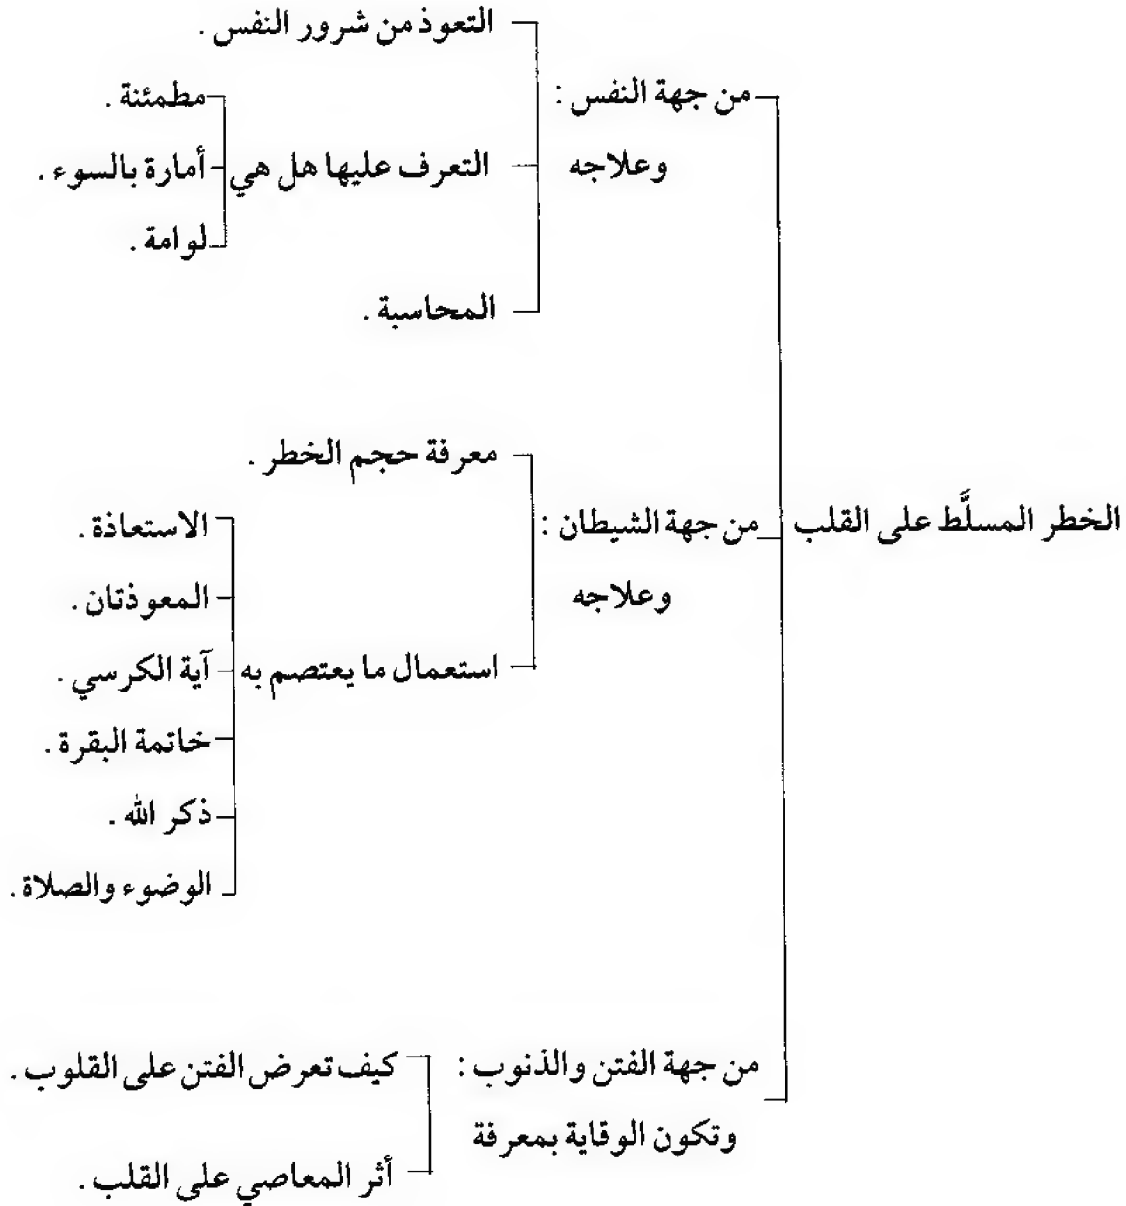 التعوذ من شرور النفس .
من جهة النفس :
مطمئنة .
وعلاجه
التعرف عليها هل هي
أمارة بالسوء .
لوامة .
المحاسبة .
معرفة حجم الخطر .
الخطر المسلَّط على القلب
من جهة الشيطان :
الاستعاذة .
وعلاجه
المعوذتان .
استعمال ما يعتصم به
آية الكرسي .
خاتمة البقرة .
ذكر الله .
الوضوء والصلاة .
من جهة الفتن والذنوب :
كيف تعرض الفتن على القلوب .
وتكون الوقاية بمعرفة
أثر المعاصي على القلب .